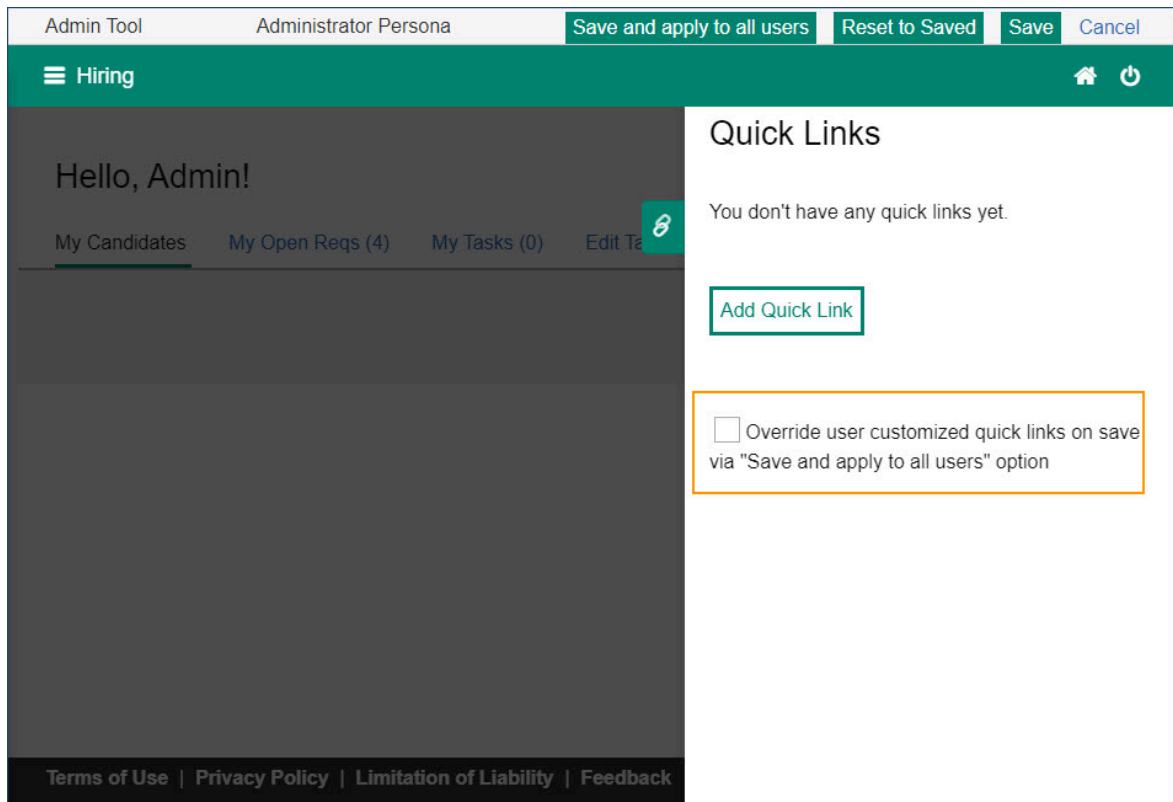 Admin Tool Administrator Persona Save and apply to all users Reset to Saved Save Cancel
Hiring
Hello, Admin!
My Candidates My Open Reqs (4) My Tasks (0) Edit
Quick Links
You don't have any quick links yet.
Add Quick Link
Override user customized quick links on save
via "Save and apply to all users" option
Terms of Use | Privacy Policy | Limitation of Liability | Feedback